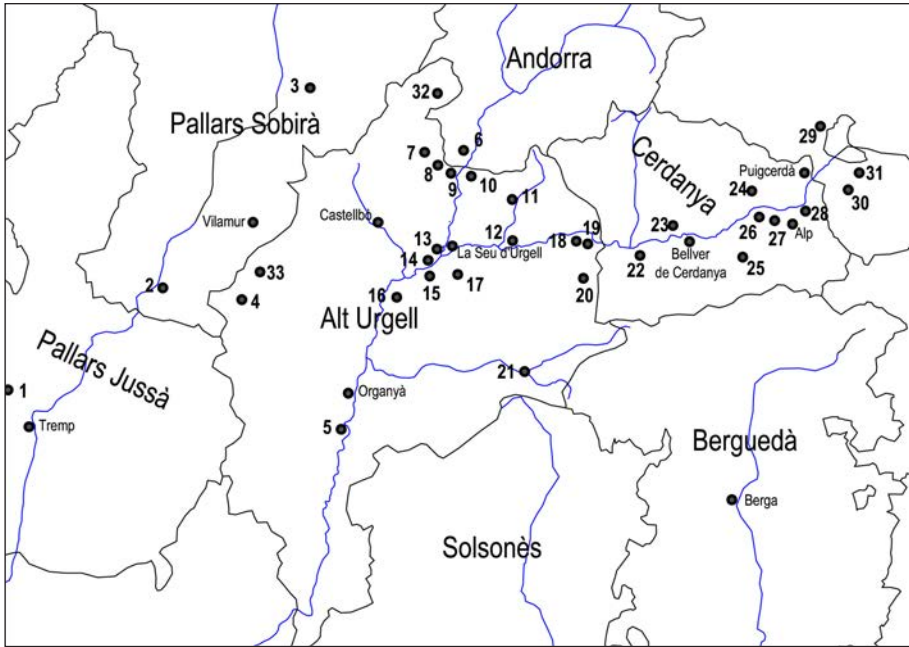 Andorra
3
32
Pallars Sobirà
29
7
6
8
9
10
Cerdanya
Puigcerdà
31
24
30
11
Vilamur
Castellbò
23
26
27
28
Alp
13
12
18
19
La Seu d'Urgell
14
22
Bellver
de Cerdanya
25
33
15
17
20
2
4
16
Alt Urgell
Pallars Jussà
21
1
Organyà
5
Tremp
Berguedà
Berga
Solsonès